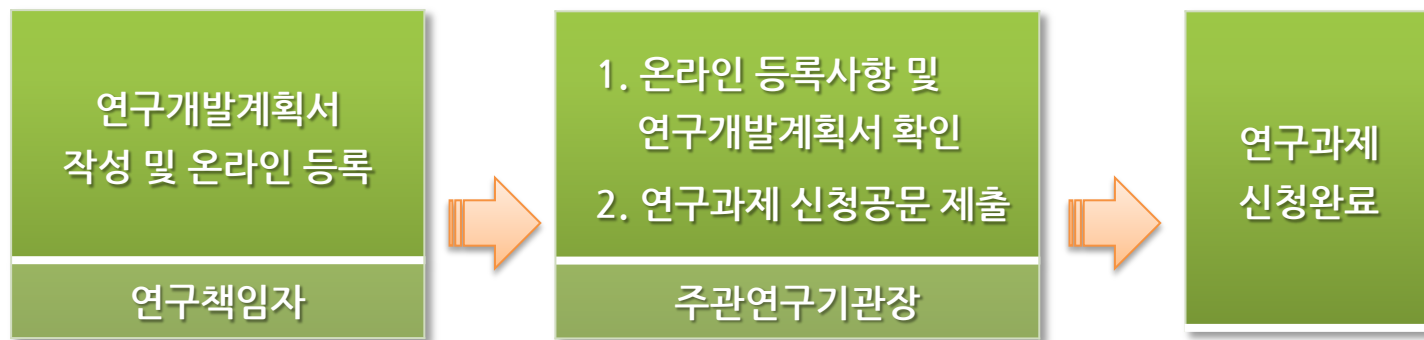 연구개발계획서
작성 및 온라인 등록
연구책임자
1. 온라인 등록사항 및
연구개발계획서 확인
2. 연구과제 신청공문 제출
주관연구기관장
연구과제
신청완료